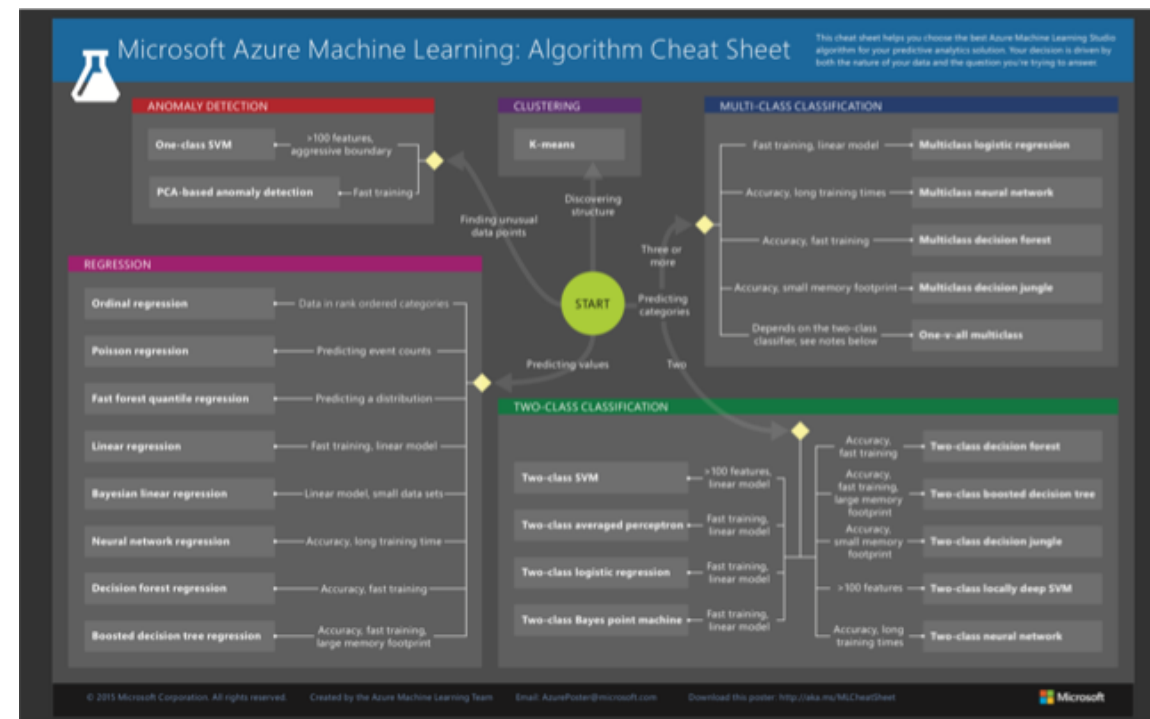 Microsoft Azure Machine Learning: Algorithm Cheat Sheet
This cheat sheet helps you choose the best Azure Machine Learning Studio
algorithm for your predictive analytics solution. Your decision is driven by
both the nature of your data and the question you're trying to answer.
ANOMALY DETECTION
One-class SVM
>100 features,
aggressive boundary
PCA-based anomaly detection
Fast training
CLUSTERING
K-means
Discovering
structure
Finding unusual
data points
START
Three or
more
Predicting
categories
Predicting values
Two
MULTI-CLASS CLASSIFICATION
Fast training, linear model
Multiclass logistic regression
Accuracy, long training times
Multiclass neural network
Accuracy, fast training
Multiclass decision forest
Accuracy, small memory footprint
Multiclass decision jungle
Depends on the two-class
classifier, see notes below
One-v-all multiclass
REGRESSION
Ordinal regression
Data in rank ordered categories
Poisson regression
Predicting event counts
Fast forest quantile regression
Predicting a distribution
Linear regression
Fast training, linear model
Bayesian linear regression
Linear model, small data sets
Neural network regression
Accuracy, long training time
Decision forest regression
Accuracy, fast training
Boosted decision tree regression
Accuracy, fast training,
large memory footprint
TWO-CLASS CLASSIFICATION
Two-class SVM
>100 features,
linear model
Two-class averaged perceptron
Fast training,
linear model
Two-class logistic regression
Fast training,
linear model
Two-class Bayes point machine
Fast training,
linear model
Accuracy,
fast training
Two-class decision forest
Accuracy,
fast training,
large memory
footprint
Two-class boosted decision tree
Accuracy,
small memory
footprint
Two-class decision jungle
>100 features
Two-class locally deep SVM
Accuracy, long
training times
Two-class neural network
© 2015 Microsoft Corporation. All rights reserved.
Created by the Azure Machine Learning Team
Email: AzurePoster@microsoft.com
Download this poster: http://aka.ms/MLCheatSheet
Microsoft